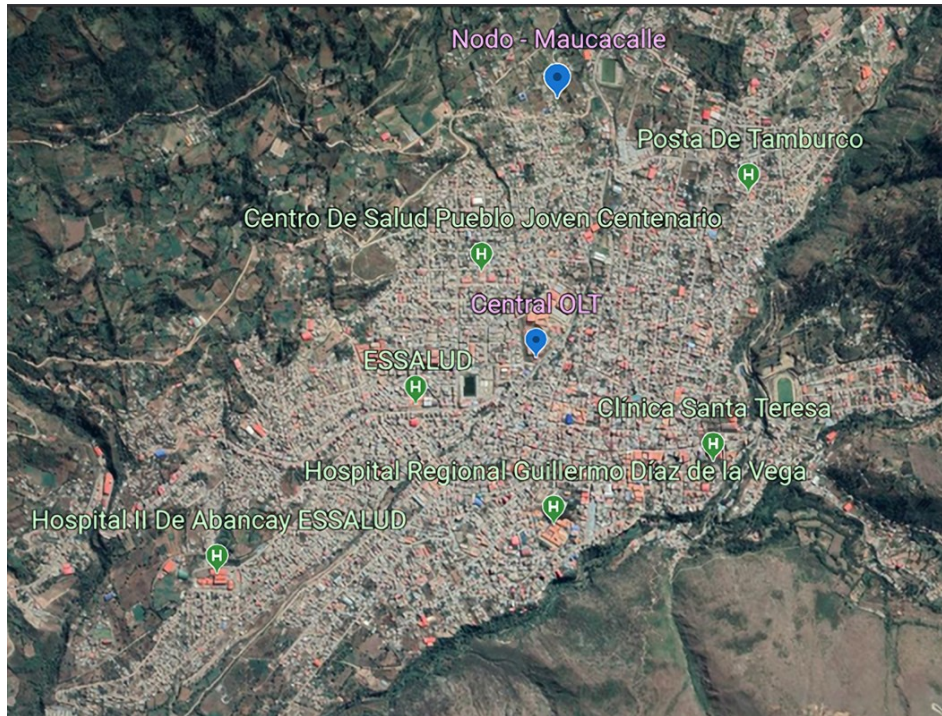 Nodo - Maucacalle
Posta De Tamburco
H
Centro De Salud Pueblo Joven Centenario
H
Central OLT
ESSALUD
H
Clínica Santa Teresa
H
Hospital Regional Guillermo Díaz de la Vega
H
Hospital II De Abancay ESSALUD
H